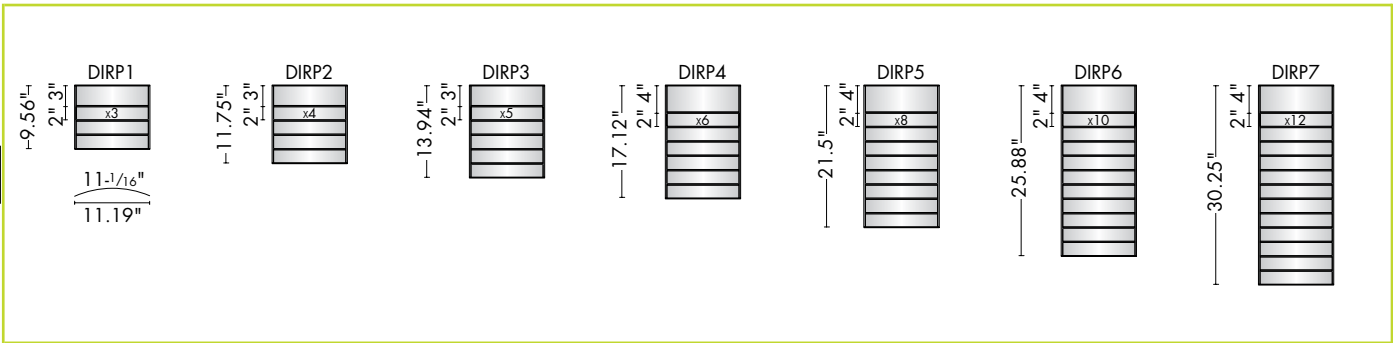 DIRP1
9.56"
3"
2"
x3
11-1/16"
11.19"
DIRP2
11.75"
3"
2"
x4
DIRP3
13.94"
3"
2"
x5
DIRP4
17.12"
4"
2"
x6
DIRP5
21.5"
4"
2"
x8
DIRP6
25.88"
4"
2"
x10
DIRP7
30.25"
4"
2"
x12